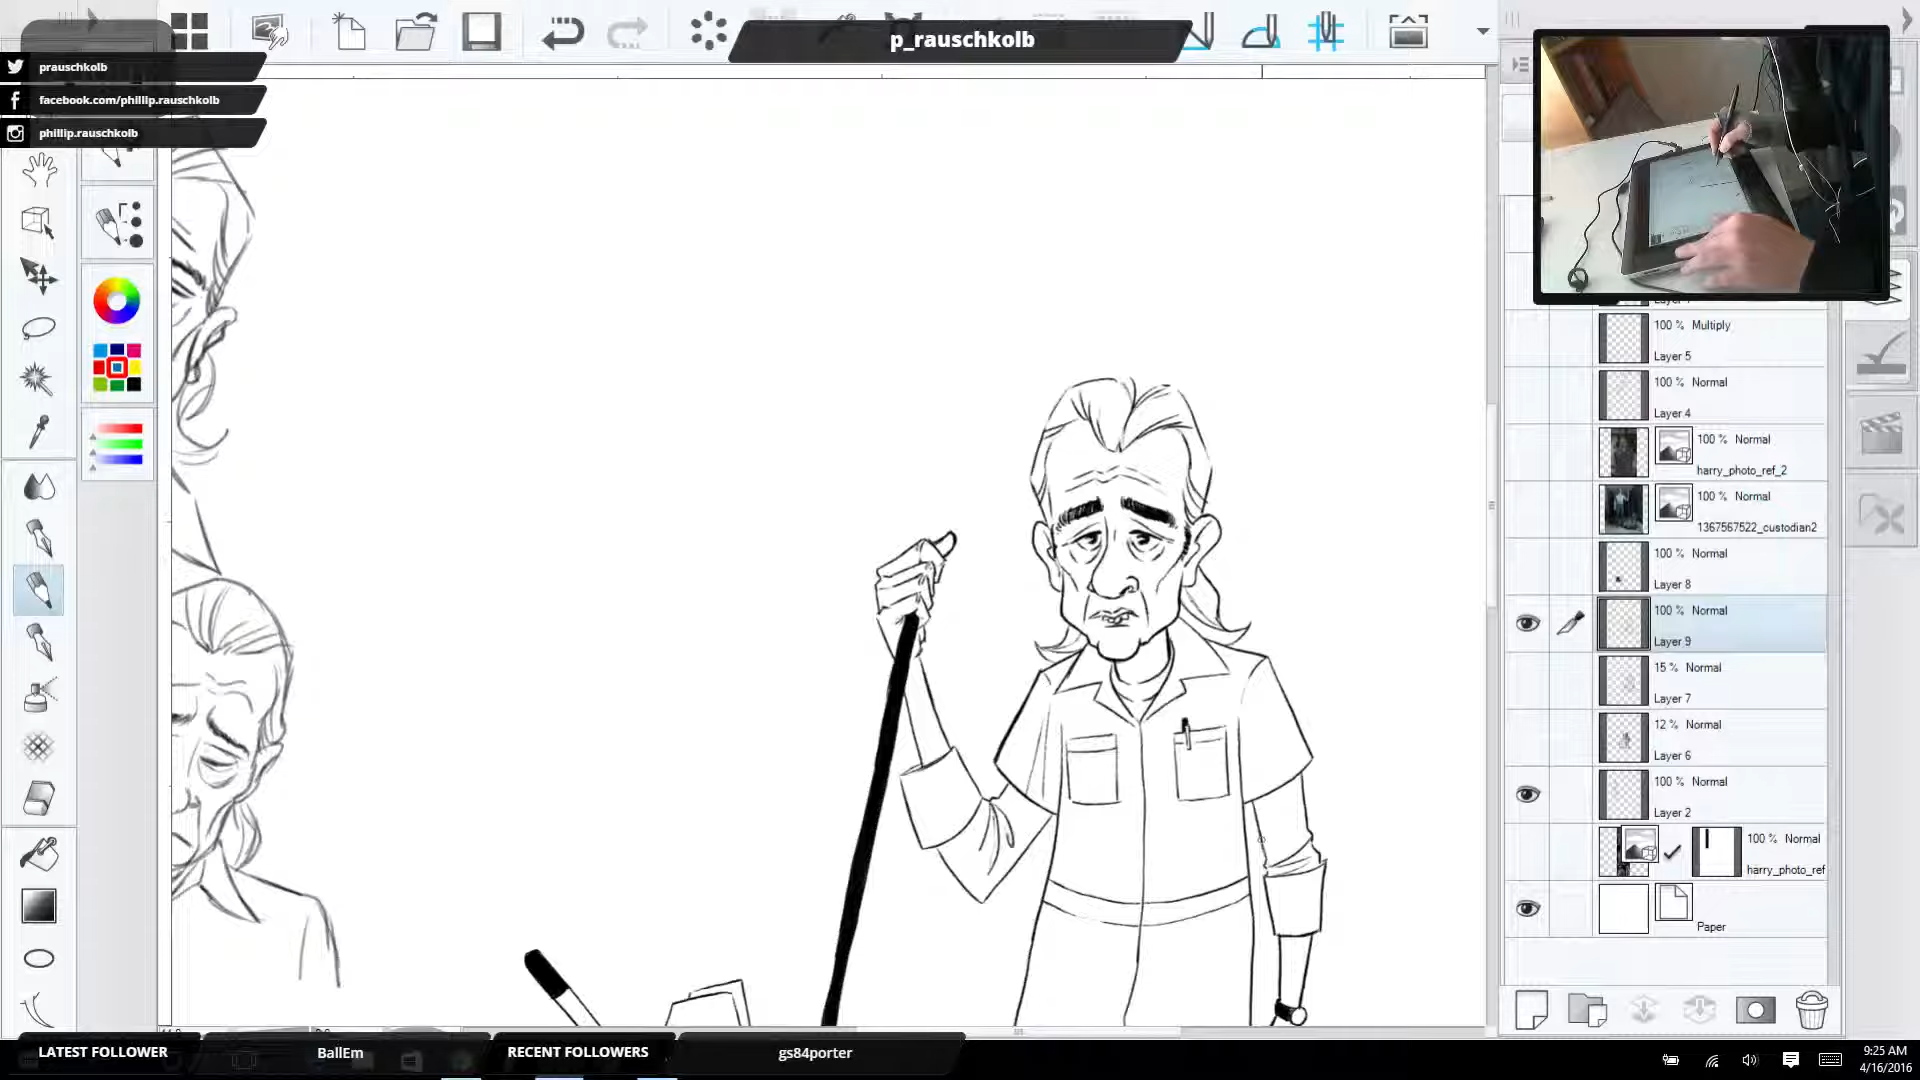 p_rauschkolb
prauschkolb
facebook.com/phillip.rauschkolb
phillip.rauschkolb
100 % Multiply
Layer 5
100 % Normal
Layer 4
100 % Normal
harry_photo_ref_2
100 % Normal
1367567522_custodian2
100 % Normal
Layer 8
100 % Normal
Layer 9
15 % Normal
Layer 7
12 % Normal
Layer 6
100 % Normal
Layer 2
100 % Normal
harry_photo_ref
Paper
LATEST FOLLOWER
BallEm
RECENT FOLLOWERS
gs84porter
9:25 AM
4/16/2016